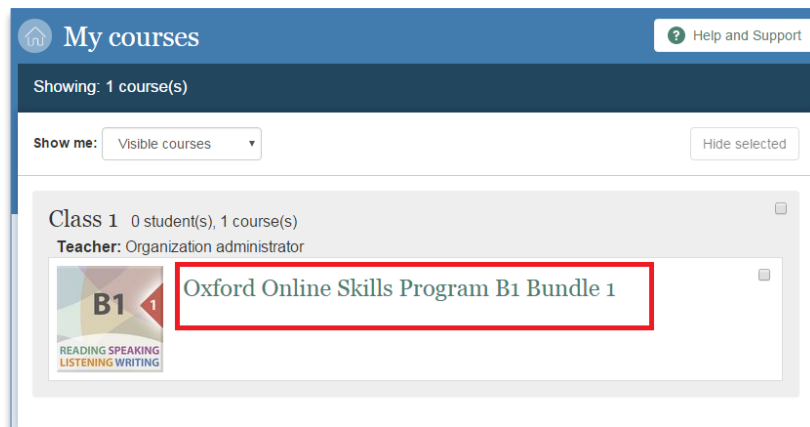 My courses
Help and Support
Showing: 1 course(s)
Show me: Visible courses
Hide selected
Class 1 0 student(s), 1 course(s)
Teacher: Organization administrator
Oxford Online Skills Program B1 Bundle 1
B1 1
READING SPEAKING
LISTENING WRITING